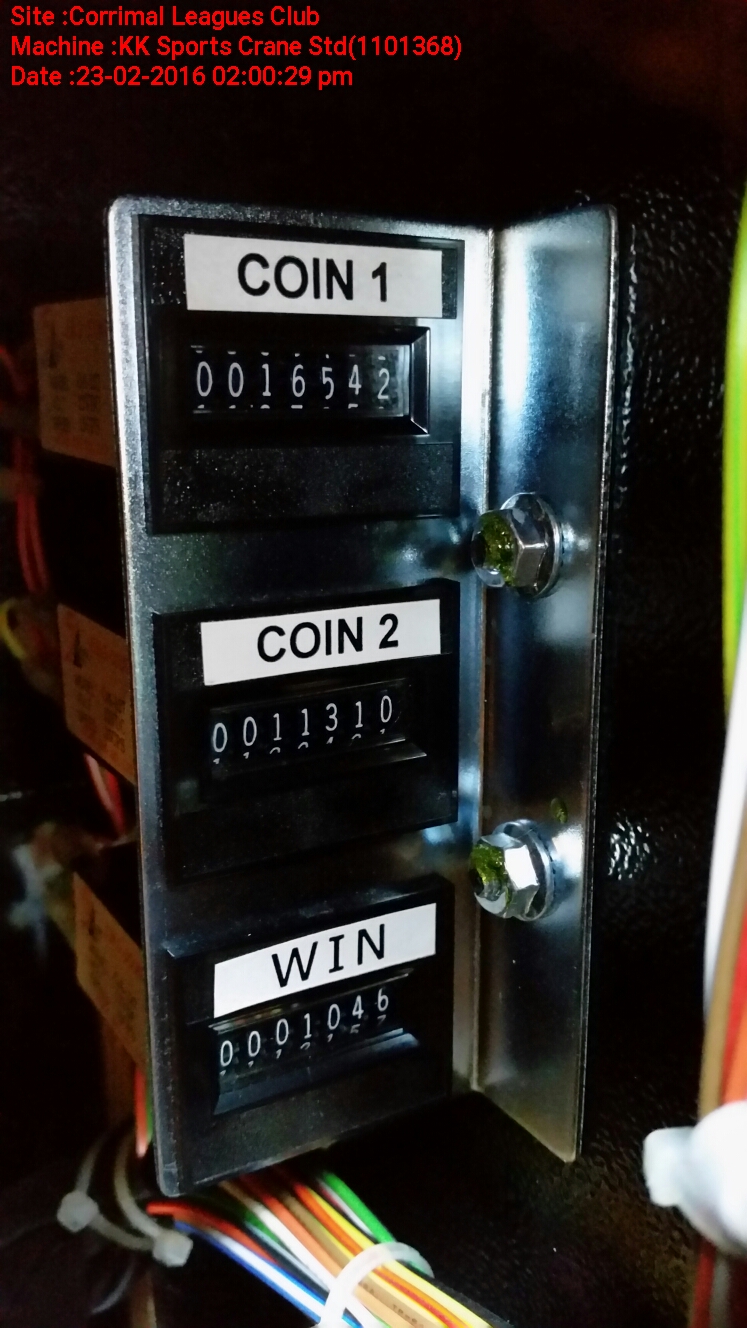 Site :Corrimal Leagues Club
Machine :KK Sports Crane Std(1101368)
Date :23-02-2016 02:00:29 pm
COIN 1
0016542
COIN 2
0011310
WIN
0001046